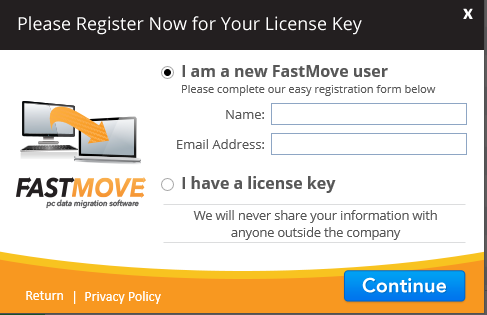 Please Register Now for Your License Key
X
I am a new FastMove user
Please complete our easy registration form below
Name:
Email Address:
FASTMOVE
pc data migration software
I have a license key
We will never share your information with
anyone outside the company
Return | Privacy Policy
Continue